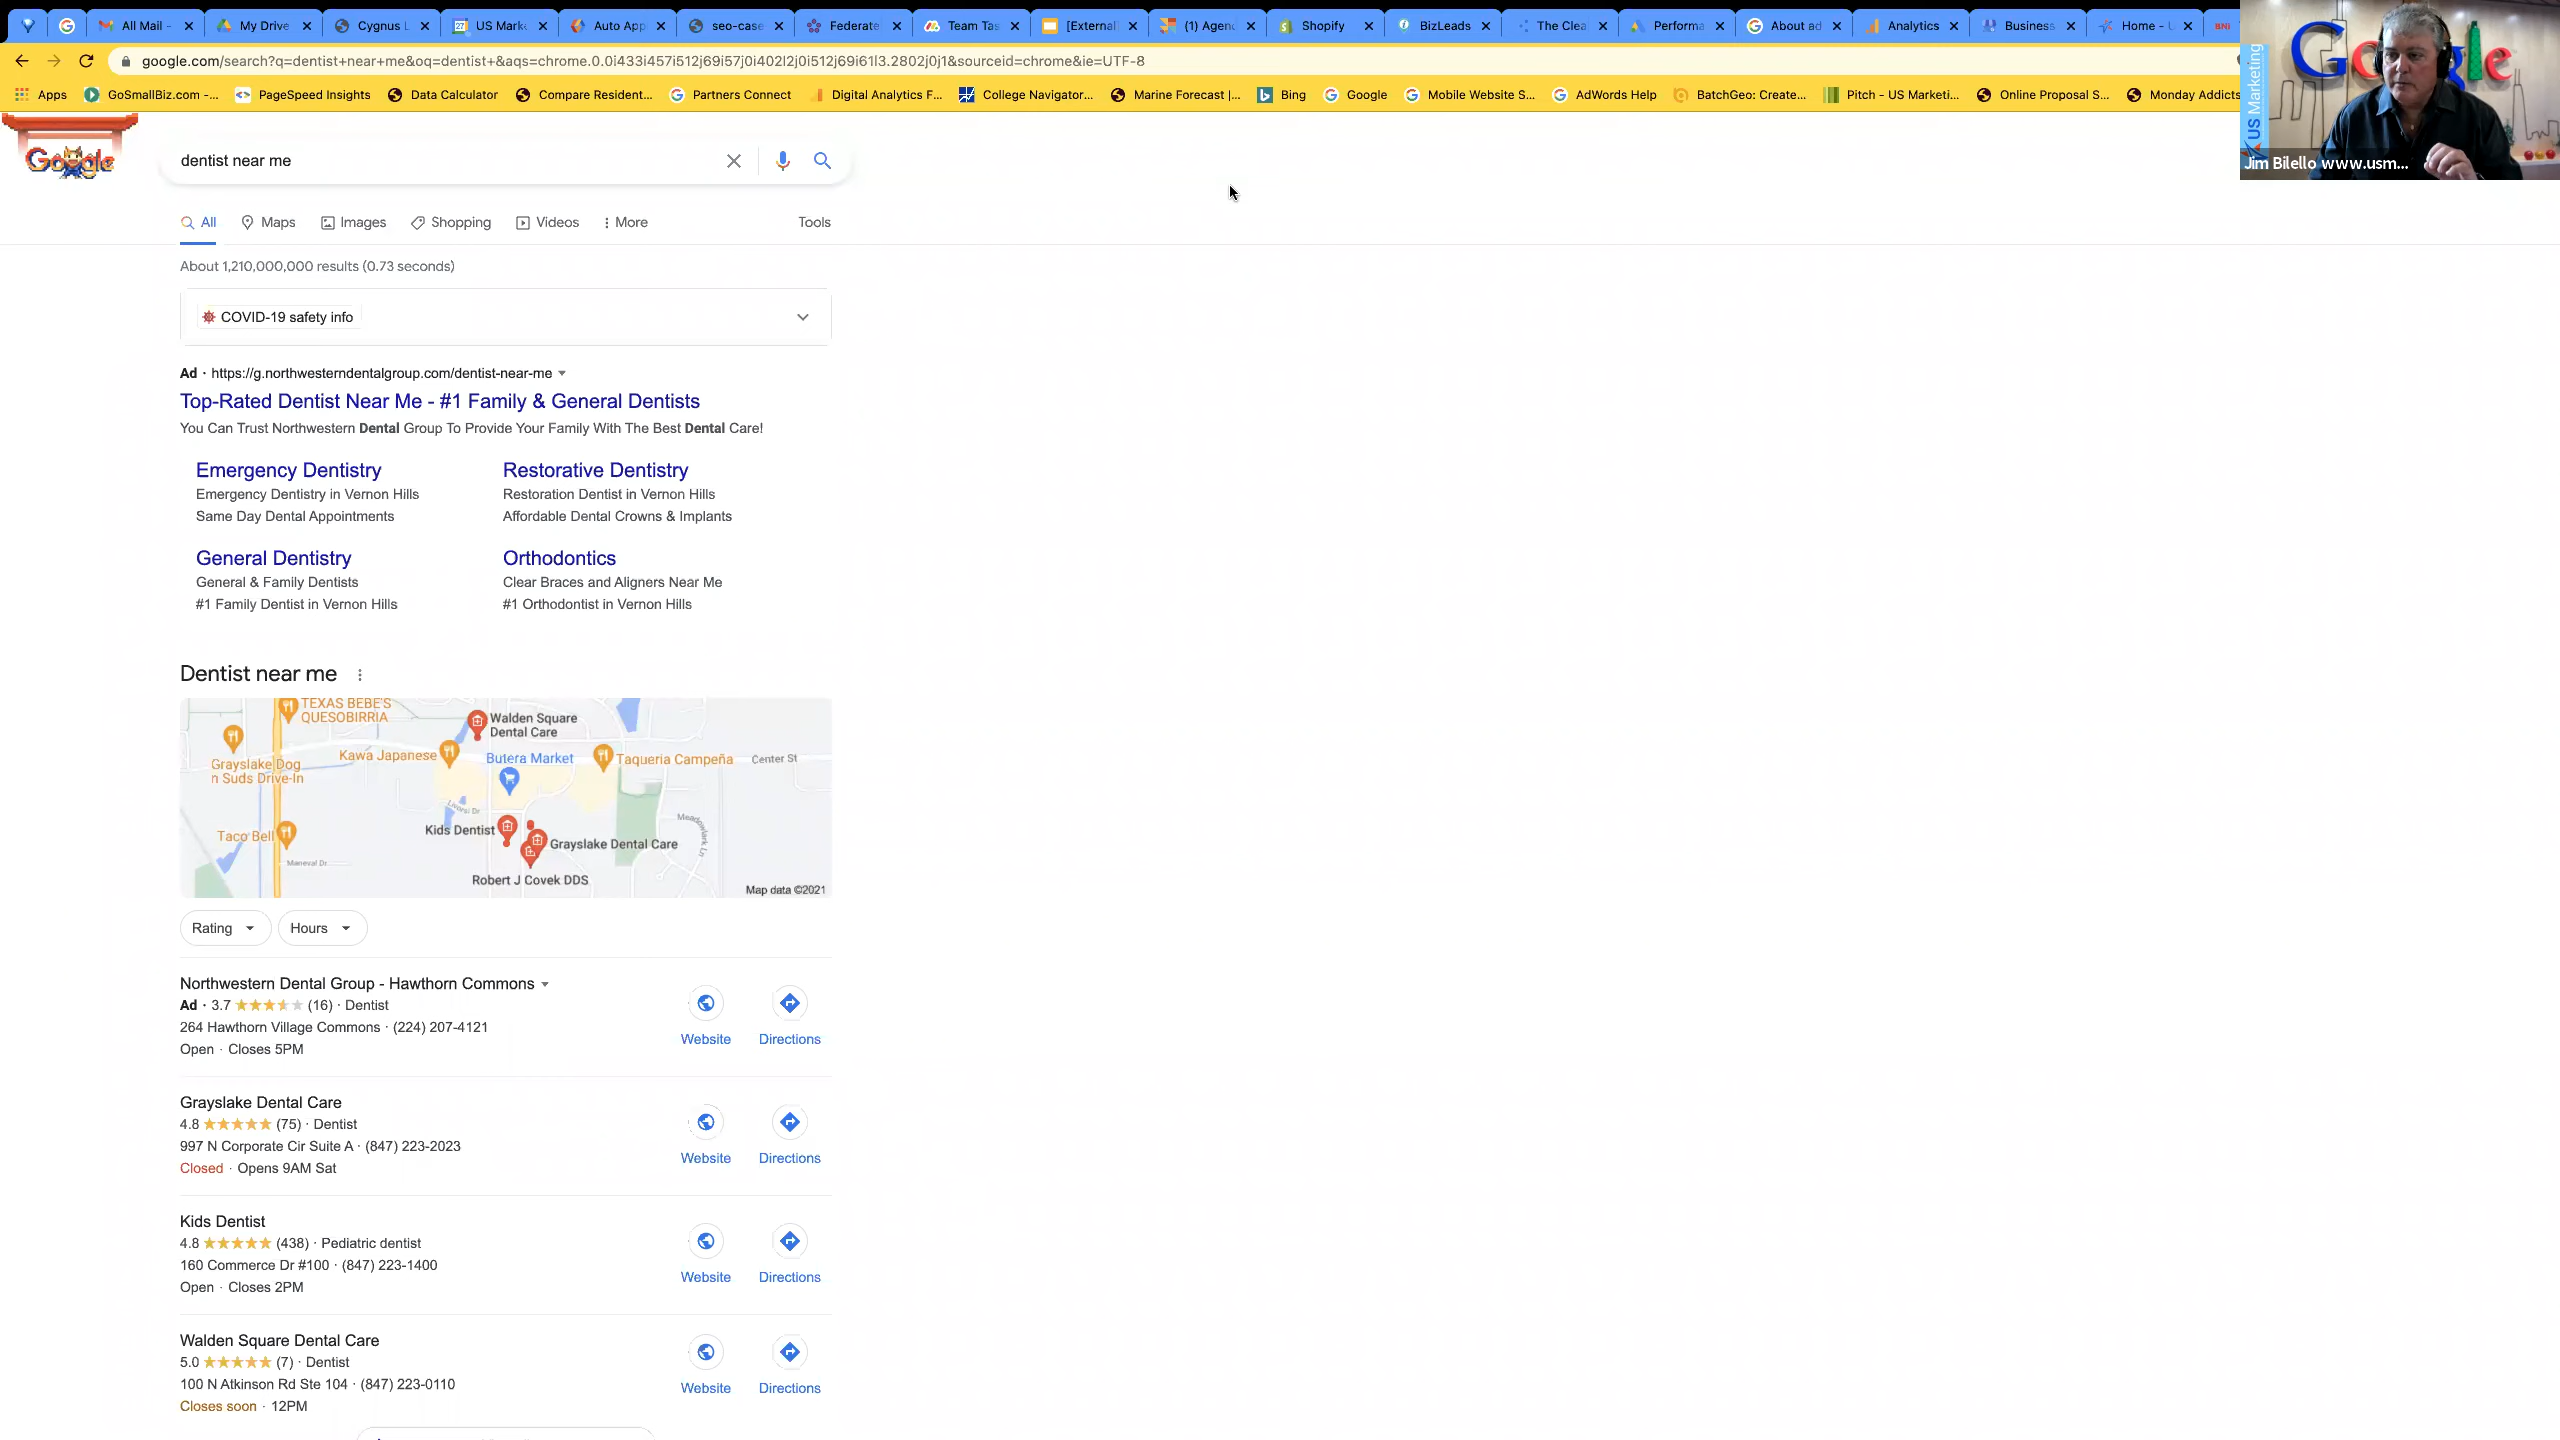 All Mail -
My Drive
Cygnus L
US Mark
Auto App
seo-case
Federate
Team Tas
[External
(1) Agen
Shopify
BizLeads
The Clea
Performa
About ad
Analytics
Business
Home - U
BNI
google.com/search?q=dentist+near+me&oq=dentist+&aqs=chrome.0.0i433i457i512j69i57j0i402l2j0i512j69i61l3.2802j0j1&sourceid=chrome&ie=UTF-8
Apps
GoSmallBiz.com -...
PageSpeed Insights
Data Calculator
Compare Resident...
Partners Connect
Digital Analytics F...
College Navigator...
Marine Forecast |...
Bing
Google
Mobile Website S...
AdWords Help
BatchGeo: Create...
Pitch - US Marketi...
Online Proposal S...
Monday Addicts
Google
US Marketing
Jim Bilello www.usm...
Google
dentist near me
All
Maps
Images
Shopping
Videos
More
Tools
About 1,210,000,000 results (0.73 seconds)
COVID-19 safety info
Ad · https://g.northwesterndentalgroup.com/dentist-near-me
Top-Rated Dentist Near Me - #1 Family & General Dentists
You Can Trust Northwestern Dental Group To Provide Your Family With The Best Dental Care!
Emergency Dentistry
Emergency Dentistry in Vernon Hills
Same Day Dental Appointments
Restorative Dentistry
Restoration Dentist in Vernon Hills
Affordable Dental Crowns & Implants
General Dentistry
General & Family Dentists
#1 Family Dentist in Vernon Hills
Orthodontics
Clear Braces and Aligners Near Me
#1 Orthodontist in Vernon Hills
Dentist near me
TEXAS BEBE'S
QUESOBIRRIA
Walden Square
Dental Care
Kawa Japanese
Butera Market
Taqueria Campeña
Center St
Grayslake Dog
n Suds Drive-In
Livorsi Dr
Kids Dentist
Grayslake Dental Care
Meadowlark Ln
Taco Bell
Maneval Dr
Robert J Covek DDS
Map data ©2021
Rating
Hours
Northwestern Dental Group - Hawthorn Commons
Ad · 3.7 (16) · Dentist
264 Hawthorn Village Commons · (224) 207-4121
Open · Closes 5PM
Website
Directions
Grayslake Dental Care
4.8 (75) · Dentist
997 N Corporate Cir Suite A · (847) 223-2023
Closed · Opens 9AM Sat
Website
Directions
Kids Dentist
4.8 (438) · Pediatric dentist
160 Commerce Dr #100 · (847) 223-1400
Open · Closes 2PM
Website
Directions
Walden Square Dental Care
5.0 (7) · Dentist
100 N Atkinson Rd Ste 104 · (847) 223-0110
Closes soon · 12PM
Website
Directions